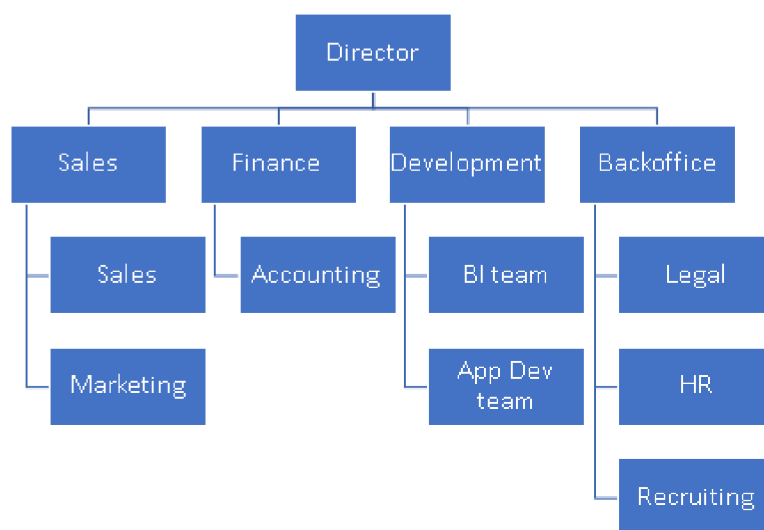 Director
Sales
Finance
Development
Backoffice
Sales
Accounting
BI team
Legal
Marketing
App Dev
team
HR
Recruiting